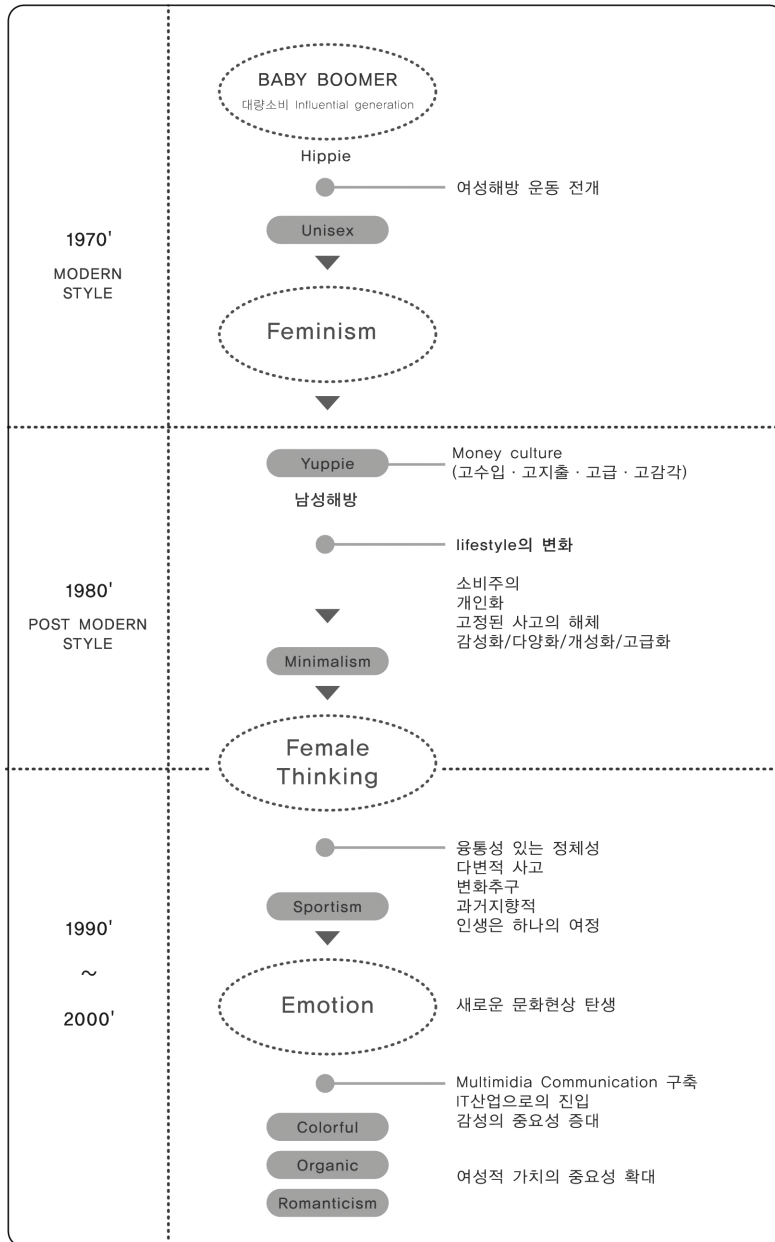 BABY BOOMER
대량소비 Influential generation
Hippie
여성해방 운동 전개
Unisex
1970'
MODERN
STYLE
Feminism
Yuppie
Money culture
(고수입 · 고지출 · 고급 · 고감각)
남성해방
lifestyle의 변화
1980'
POST MODERN
STYLE
소비주의
개인화
고정된 사고의 해체
감성화/다양화/개성화/고급화
Minimalism
Female
Thinking
융통성 있는 정체성
다변적 사고
변화추구
과거지향적
인생은 하나의 여정
Sportism
1990'
~
2000'
Emotion
새로운 문화현상 탄생
Multimidia Communication 구축
IT산업으로의 진입
감성의 중요성 증대
Colorful
Organic
여성적 가치의 중요성 확대
Romanticism